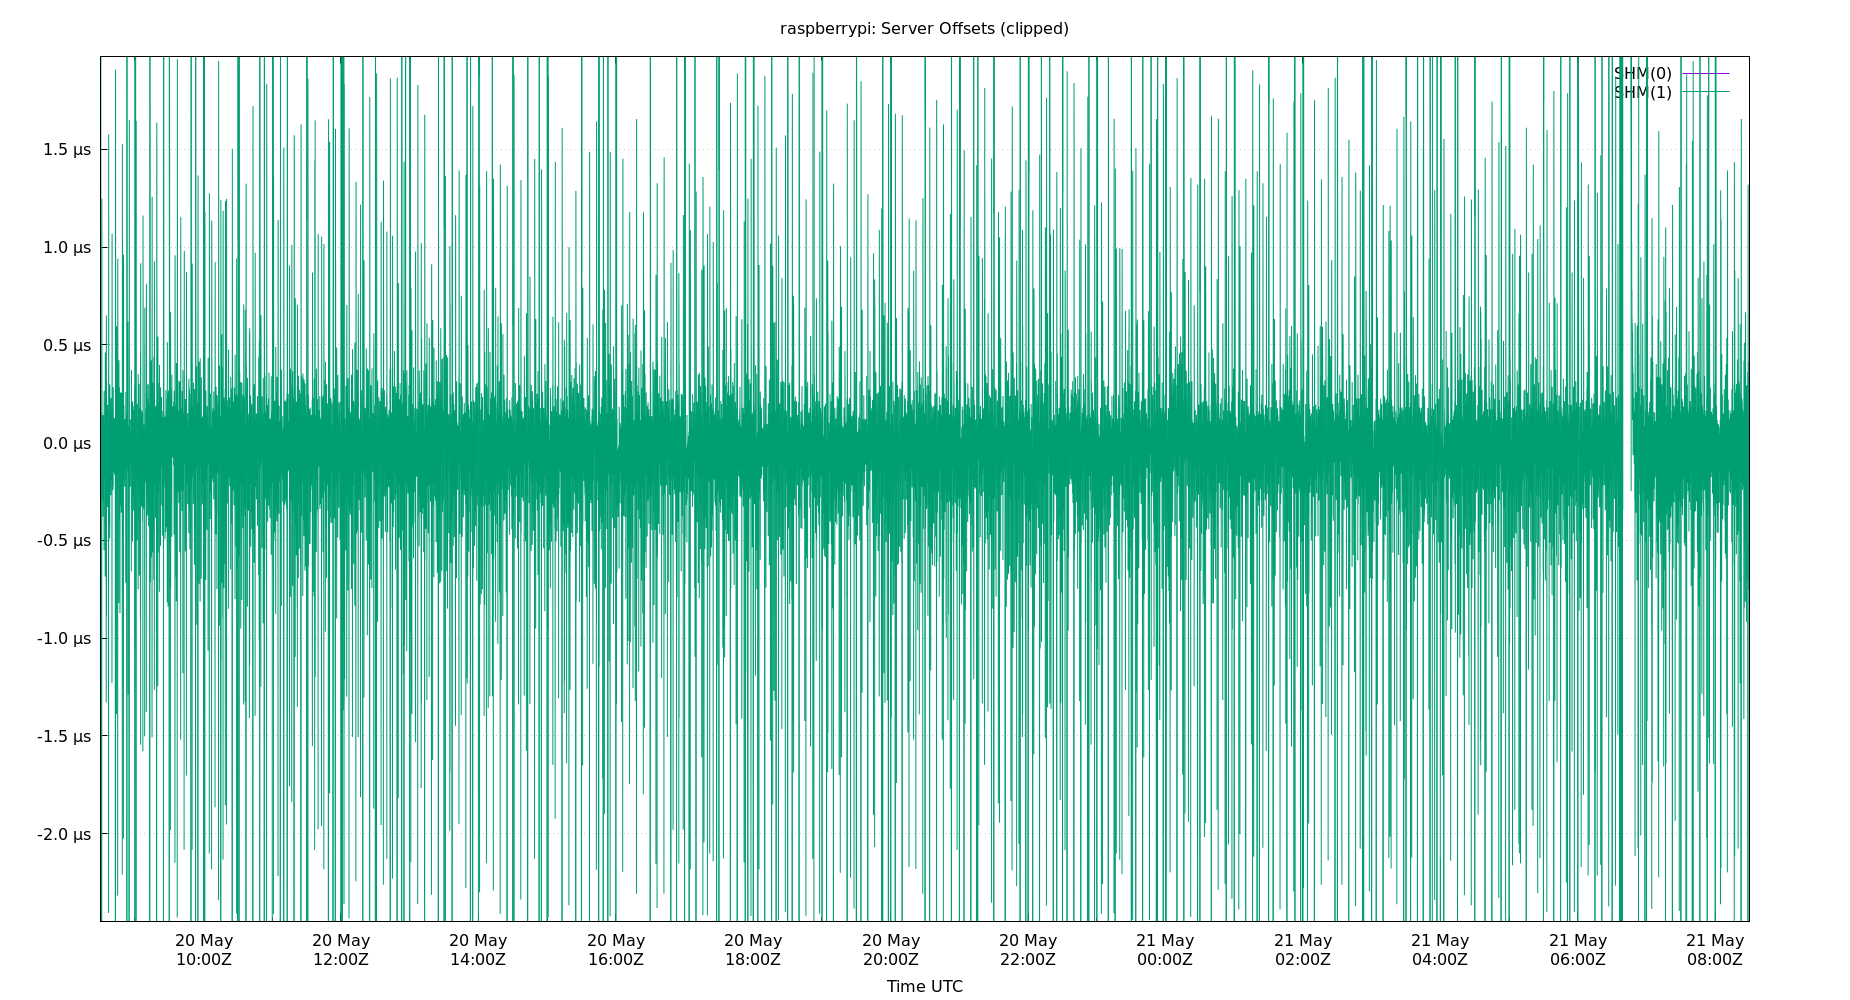 raspberrypi: Server Offsets (clipped)
SHM(0)
SHM(1)
1.5 µs
1.0 µs
0.5 µs
0.0 µs
-0.5 µs
-1.0 µs
-1.5 µs
-2.0 µs
20 May 20 May 20 May 20 May 20 May 20 May 20 May 21 May 21 May 21 May 21 May 21 May
10:00Z 12:00Z 14:00Z 16:00Z 18:00Z 20:00Z 22:00Z 00:00Z 02:00Z 04:00Z 06:00Z 08:00Z
Time UTC